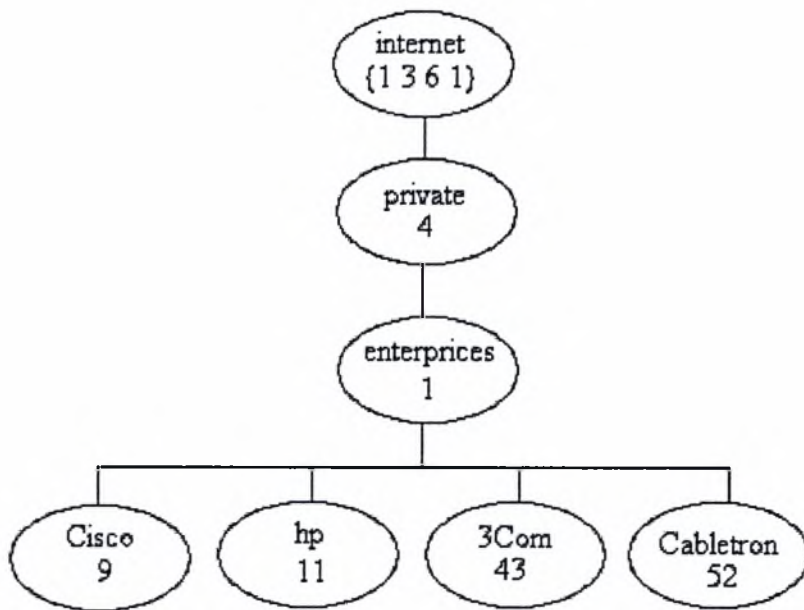 internet
{1 3 6 1}
private
4
enterprices
1
Cisco
9
hp
11
3Com
43
Cabletron
52